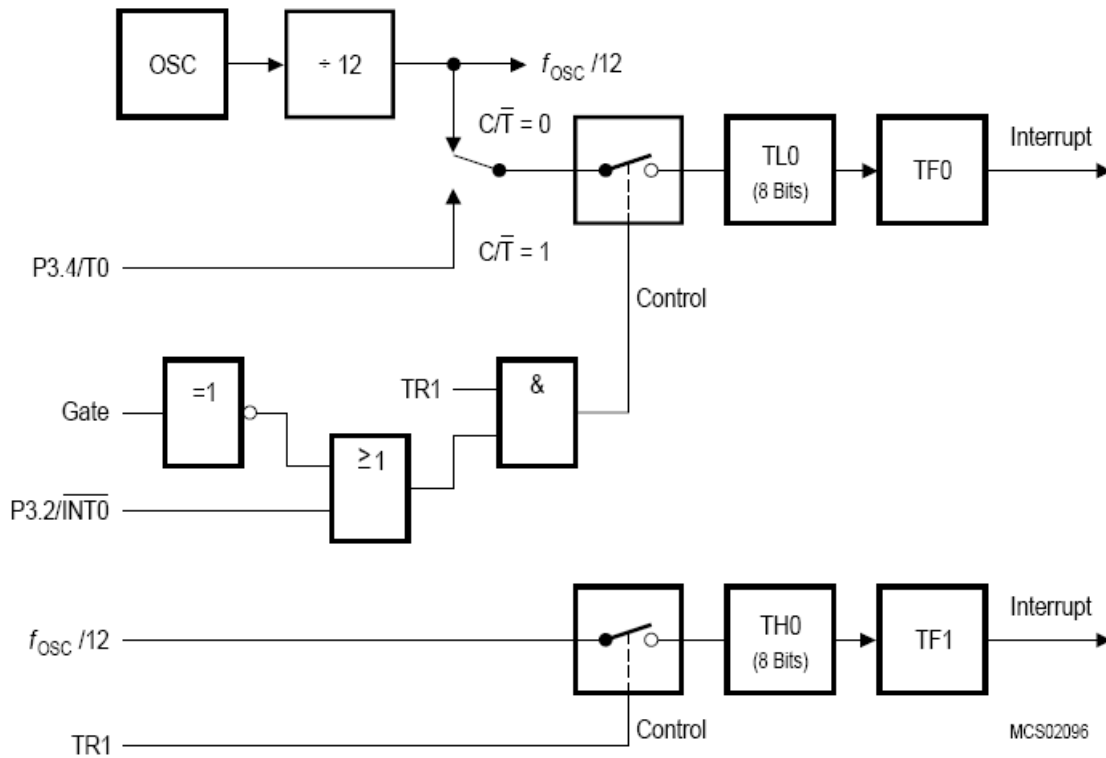 OSC
÷ 12
f_OSC /12
C/T̅ = 0
Interrupt
TL0
(8 Bits)
TF0
P3.4/T0
C/T̅ = 1
Control
=1
TR1
&
Gate
≥1
P3.2/I̅N̅T̅0̅
Interrupt
f_OSC /12
TH0
(8 Bits)
TF1
Control
TR1
MCS02096